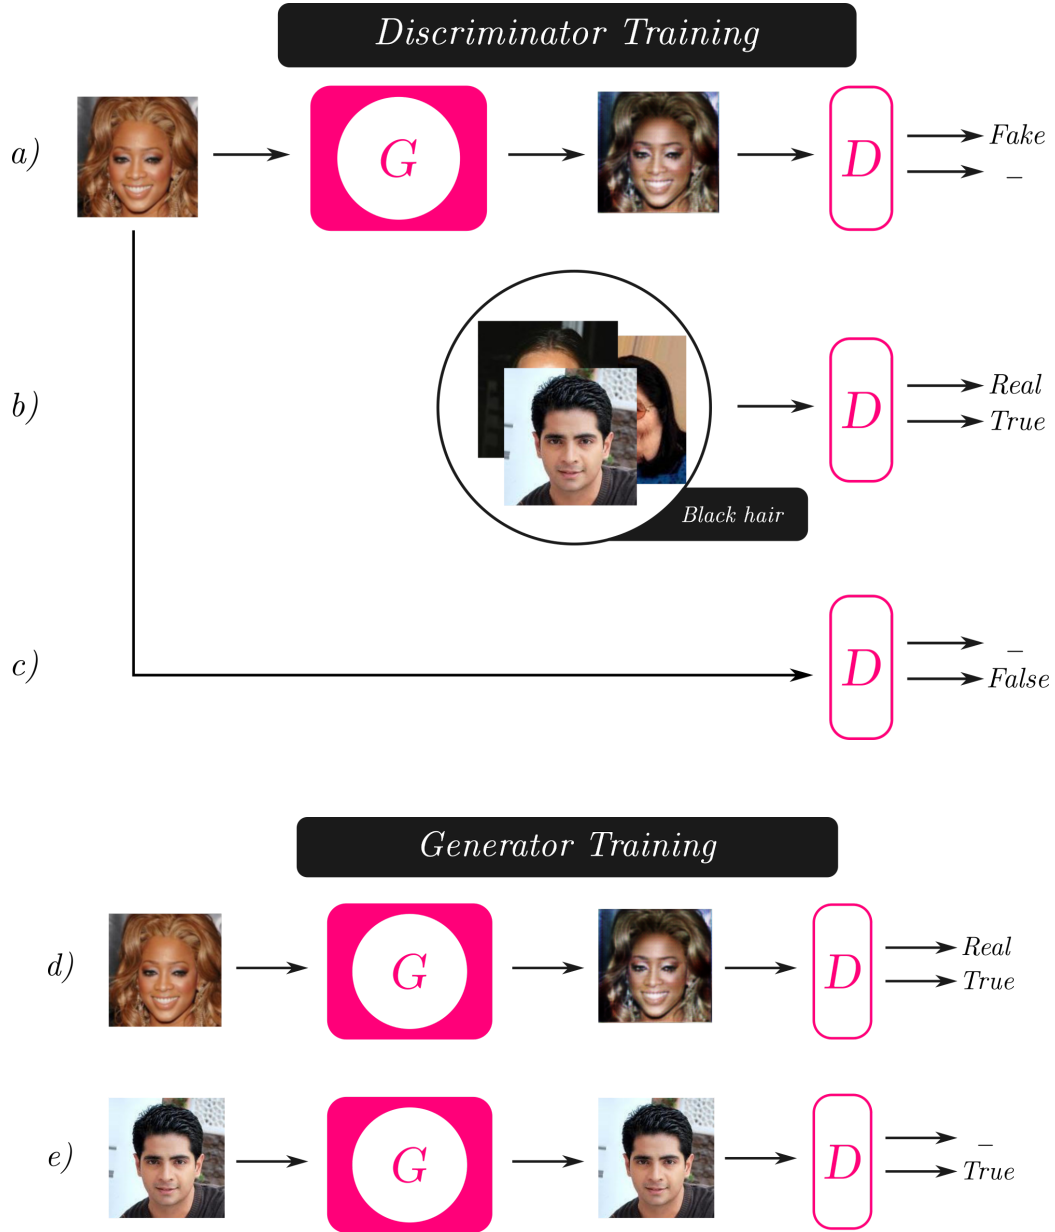 Discriminator Training
a)
G
D
Fake
_
b)
D
Real
True
Black hair
c)
D
_
False
Generator Training
d)
G
D
Real
True
e)
G
D
_
True